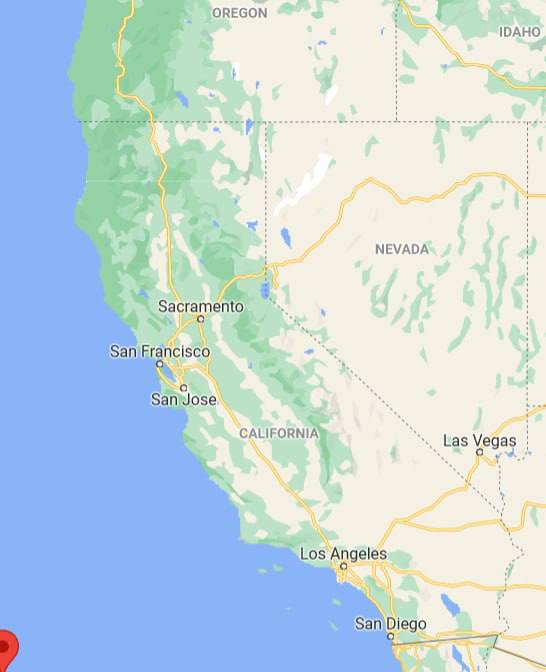 OREGON
IDAHO
NEVADA
Sacramento
San Francisco
San Jose
CALIFORNIA
Las Vegas
Los Angeles
San Diego